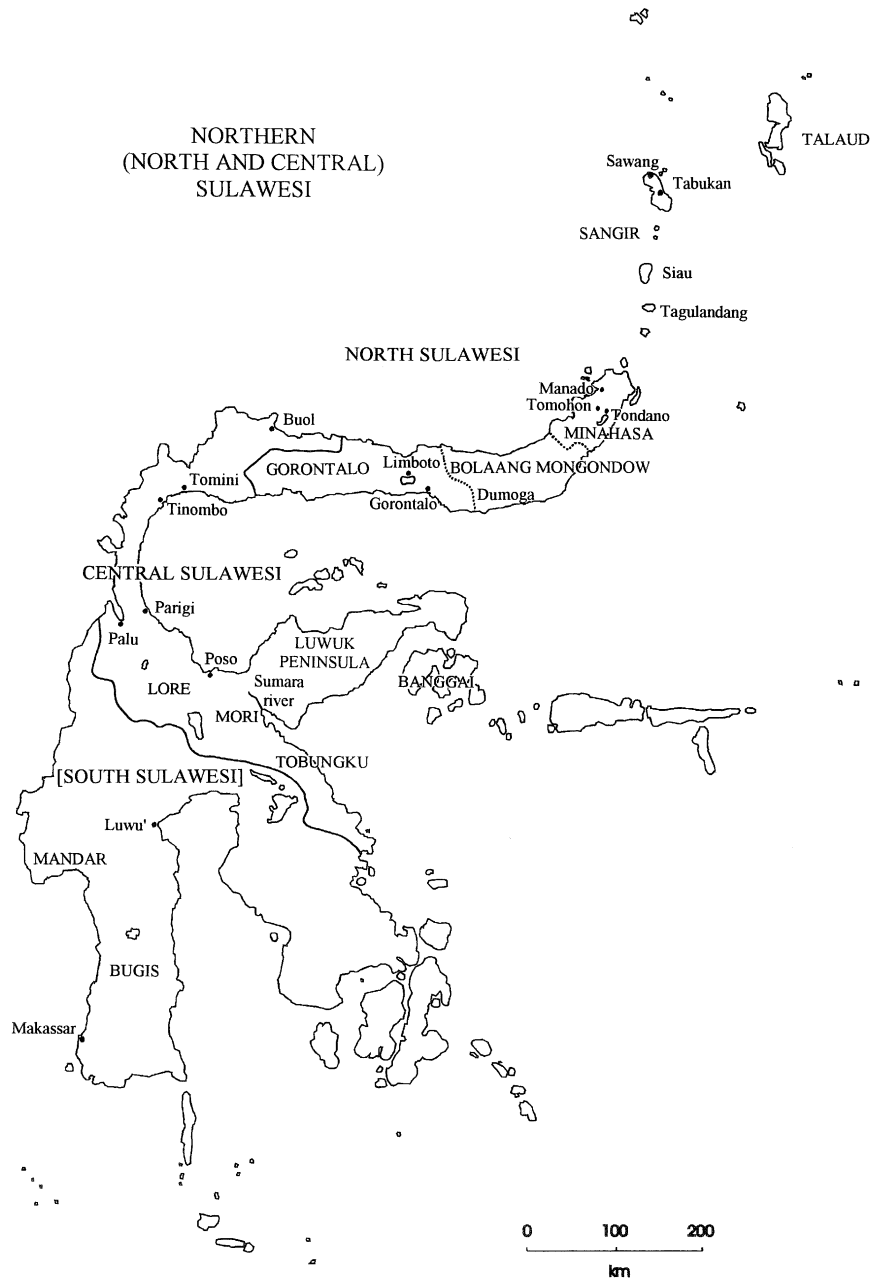 NORTHERN
(NORTH AND CENTRAL)
SULAWESI
TALAUD
Sawang
Tabukan
SANGIR
Siau
Tagulandang
NORTH SULAWESI
Manado
Tomohon
Tondano
MINAHASA
Buol
GORONTALO
Limboto
BOLAANG MONGONDOW
Tomini
Tinombo
Gorontalo
Dumoga
CENTRAL SULAWESI
Parigi
Palu
LUWUK
PENINSULA
Poso
Sumara
river
BANGGAI
LORE
MORI
TOBUNGKU
[SOUTH SULAWESI]
Luwu'
MANDAR
BUGIS
Makassar
0 100 200
km